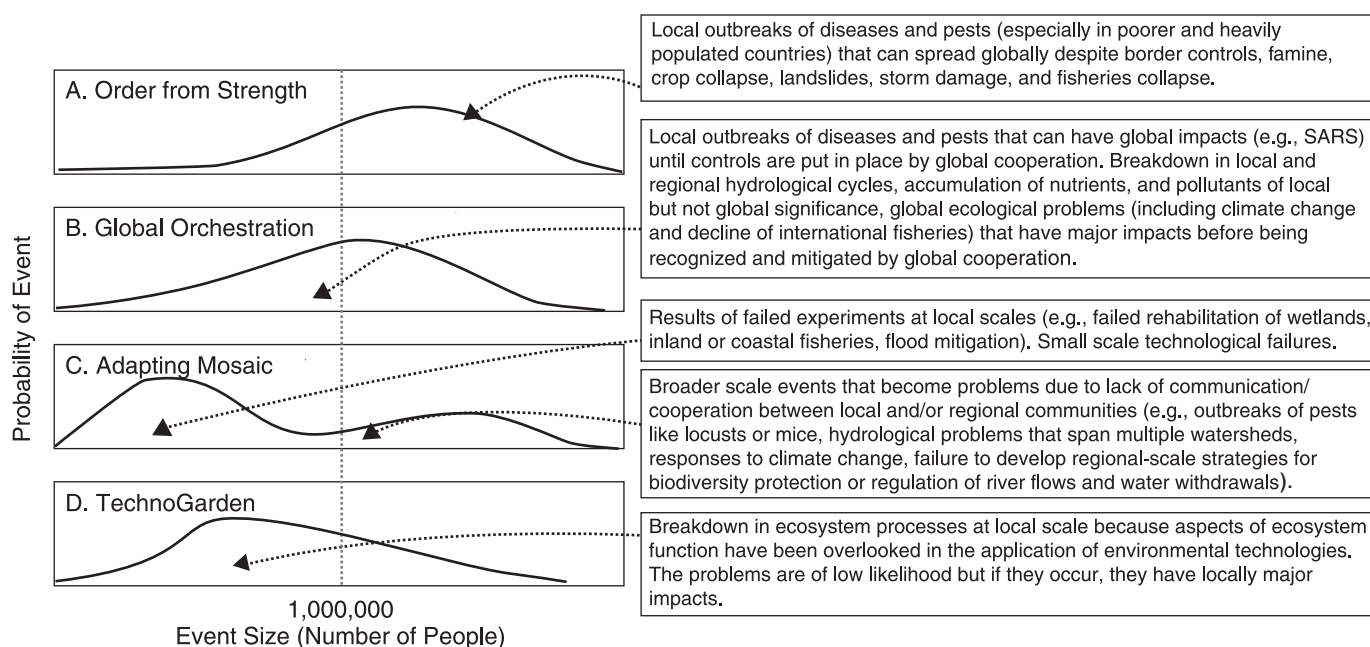 Local outbreaks of diseases and pests (especially in poorer and heavily
populated countries) that can spread globally despite border controls, famine,
crop collapse, landslides, storm damage, and fisheries collapse.
A. Order from Strength
Local outbreaks of diseases and pests that can have global impacts (e.g., SARS)
until controls are put in place by global cooperation. Breakdown in local and
regional hydrological cycles, accumulation of nutrients, and pollutants of local
but not global significance, global ecological problems (including climate change
and decline of international fisheries) that have major impacts before being
recognized and mitigated by global cooperation.
B. Global Orchestration
Results of failed experiments at local scales (e.g., failed rehabilitation of wetlands,
inland or coastal fisheries, flood mitigation). Small scale technological failures.
C. Adapting Mosaic
Broader scale events that become problems due to lack of communication/
cooperation between local and/or regional communities (e.g., outbreaks of pests
like locusts or mice, hydrological problems that span multiple watersheds,
responses to climate change, failure to develop regional-scale strategies for
biodiversity protection or regulation of river flows and water withdrawals).
D. TechnoGarden
Breakdown in ecosystem processes at local scale because aspects of ecosystem
function have been overlooked in the application of environmental technologies.
The problems are of low likelihood but if they occur, they have locally major
impacts.
Probability of Event
1,000,000
Event Size (Number of People)